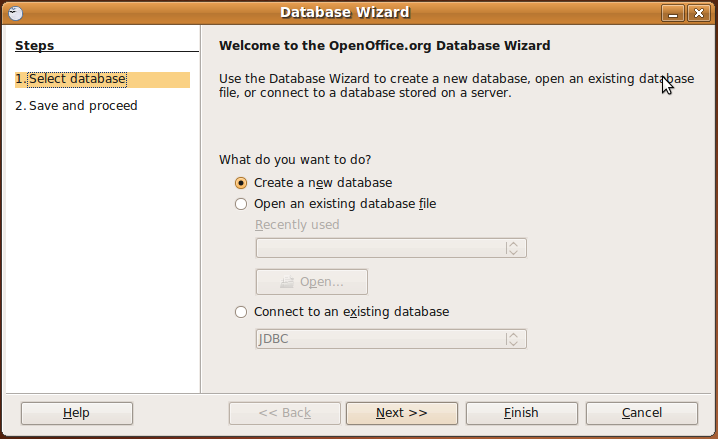 Database Wizard
Steps
1. Select database
2. Save and proceed
Welcome to the OpenOffice.org Database Wizard
Use the Database Wizard to create a new database, open an existing database
file, or connect to a database stored on a server.
What do you want to do?
Create a new database
Open an existing database file
Recently used
Open...
Connect to an existing database
JDBC
Help
<< Back
Next >>
Finish
Cancel